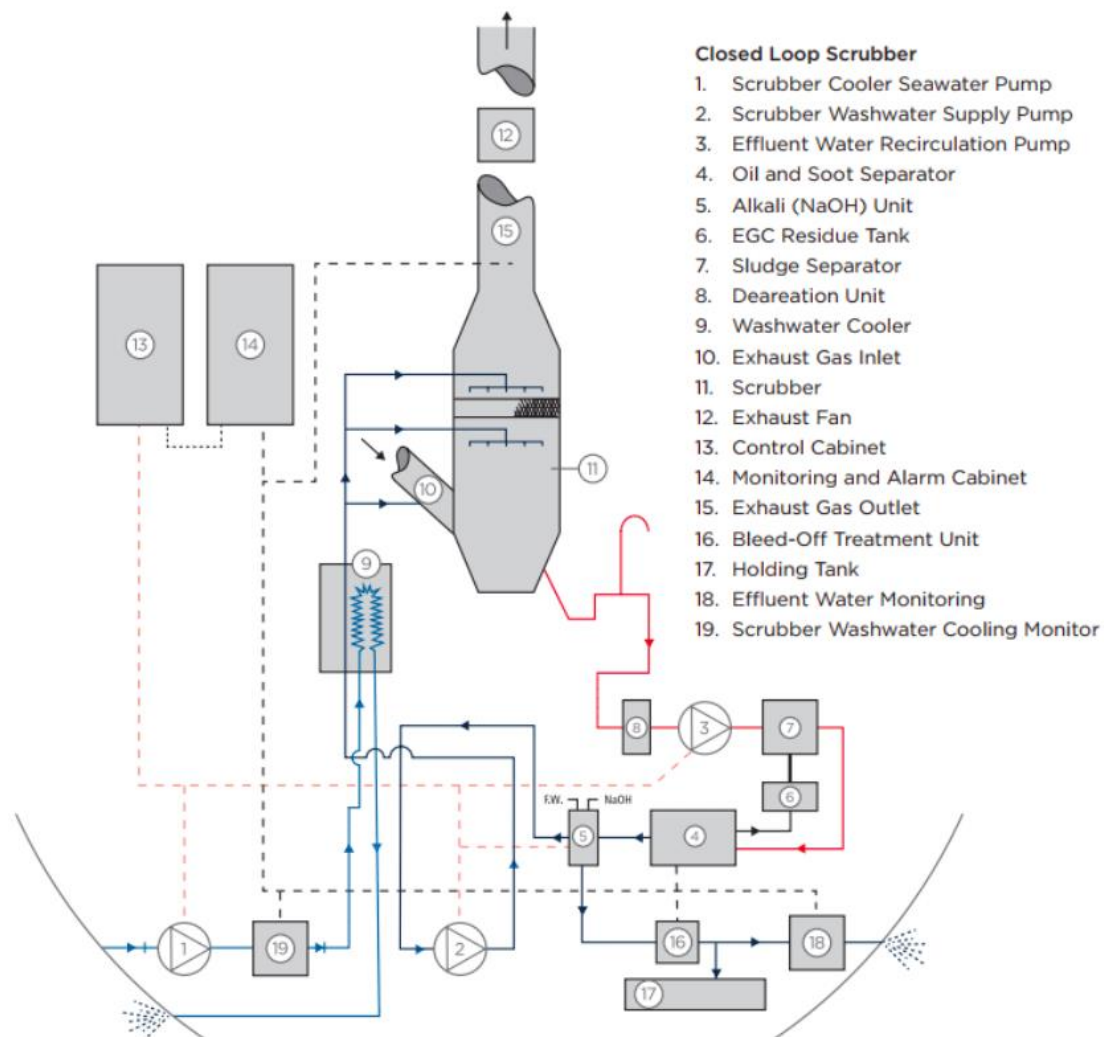 Closed Loop Scrubber
1. Scrubber Cooler Seawater Pump
2. Scrubber Washwater Supply Pump
3. Effluent Water Recirculation Pump
4. Oil and Soot Separator
5. Alkali (NaOH) Unit
6. EGC Residue Tank
7. Sludge Separator
8. Deareation Unit
9. Washwater Cooler
10. Exhaust Gas Inlet
11. Scrubber
12. Exhaust Fan
13. Control Cabinet
14. Monitoring and Alarm Cabinet
15. Exhaust Gas Outlet
16. Bleed-Off Treatment Unit
17. Holding Tank
18. Effluent Water Monitoring
19. Scrubber Washwater Cooling Monitor
12
15
13
14
11
10
9
8
3
7
6
F.W.
NaOH
5
4
1
19
2
16
18
17